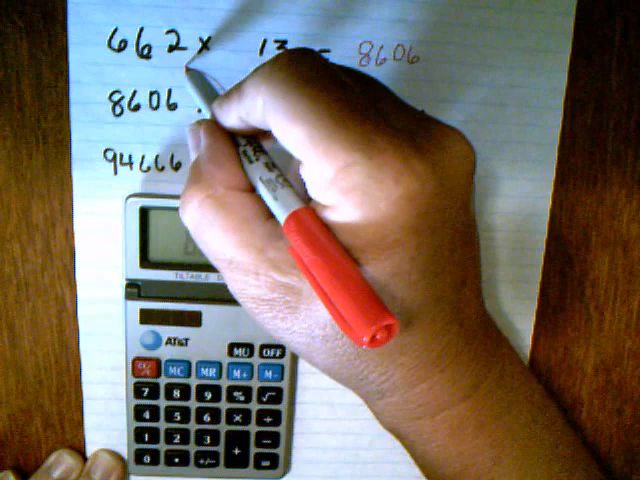 662 x 13 = 8606
8606
94666
TILTABLE
AT&T
MU OFF
MC MR M+ M-
7 8 9 % √
4 5 6 × ÷
1 2 3 + −
0 • +/− =